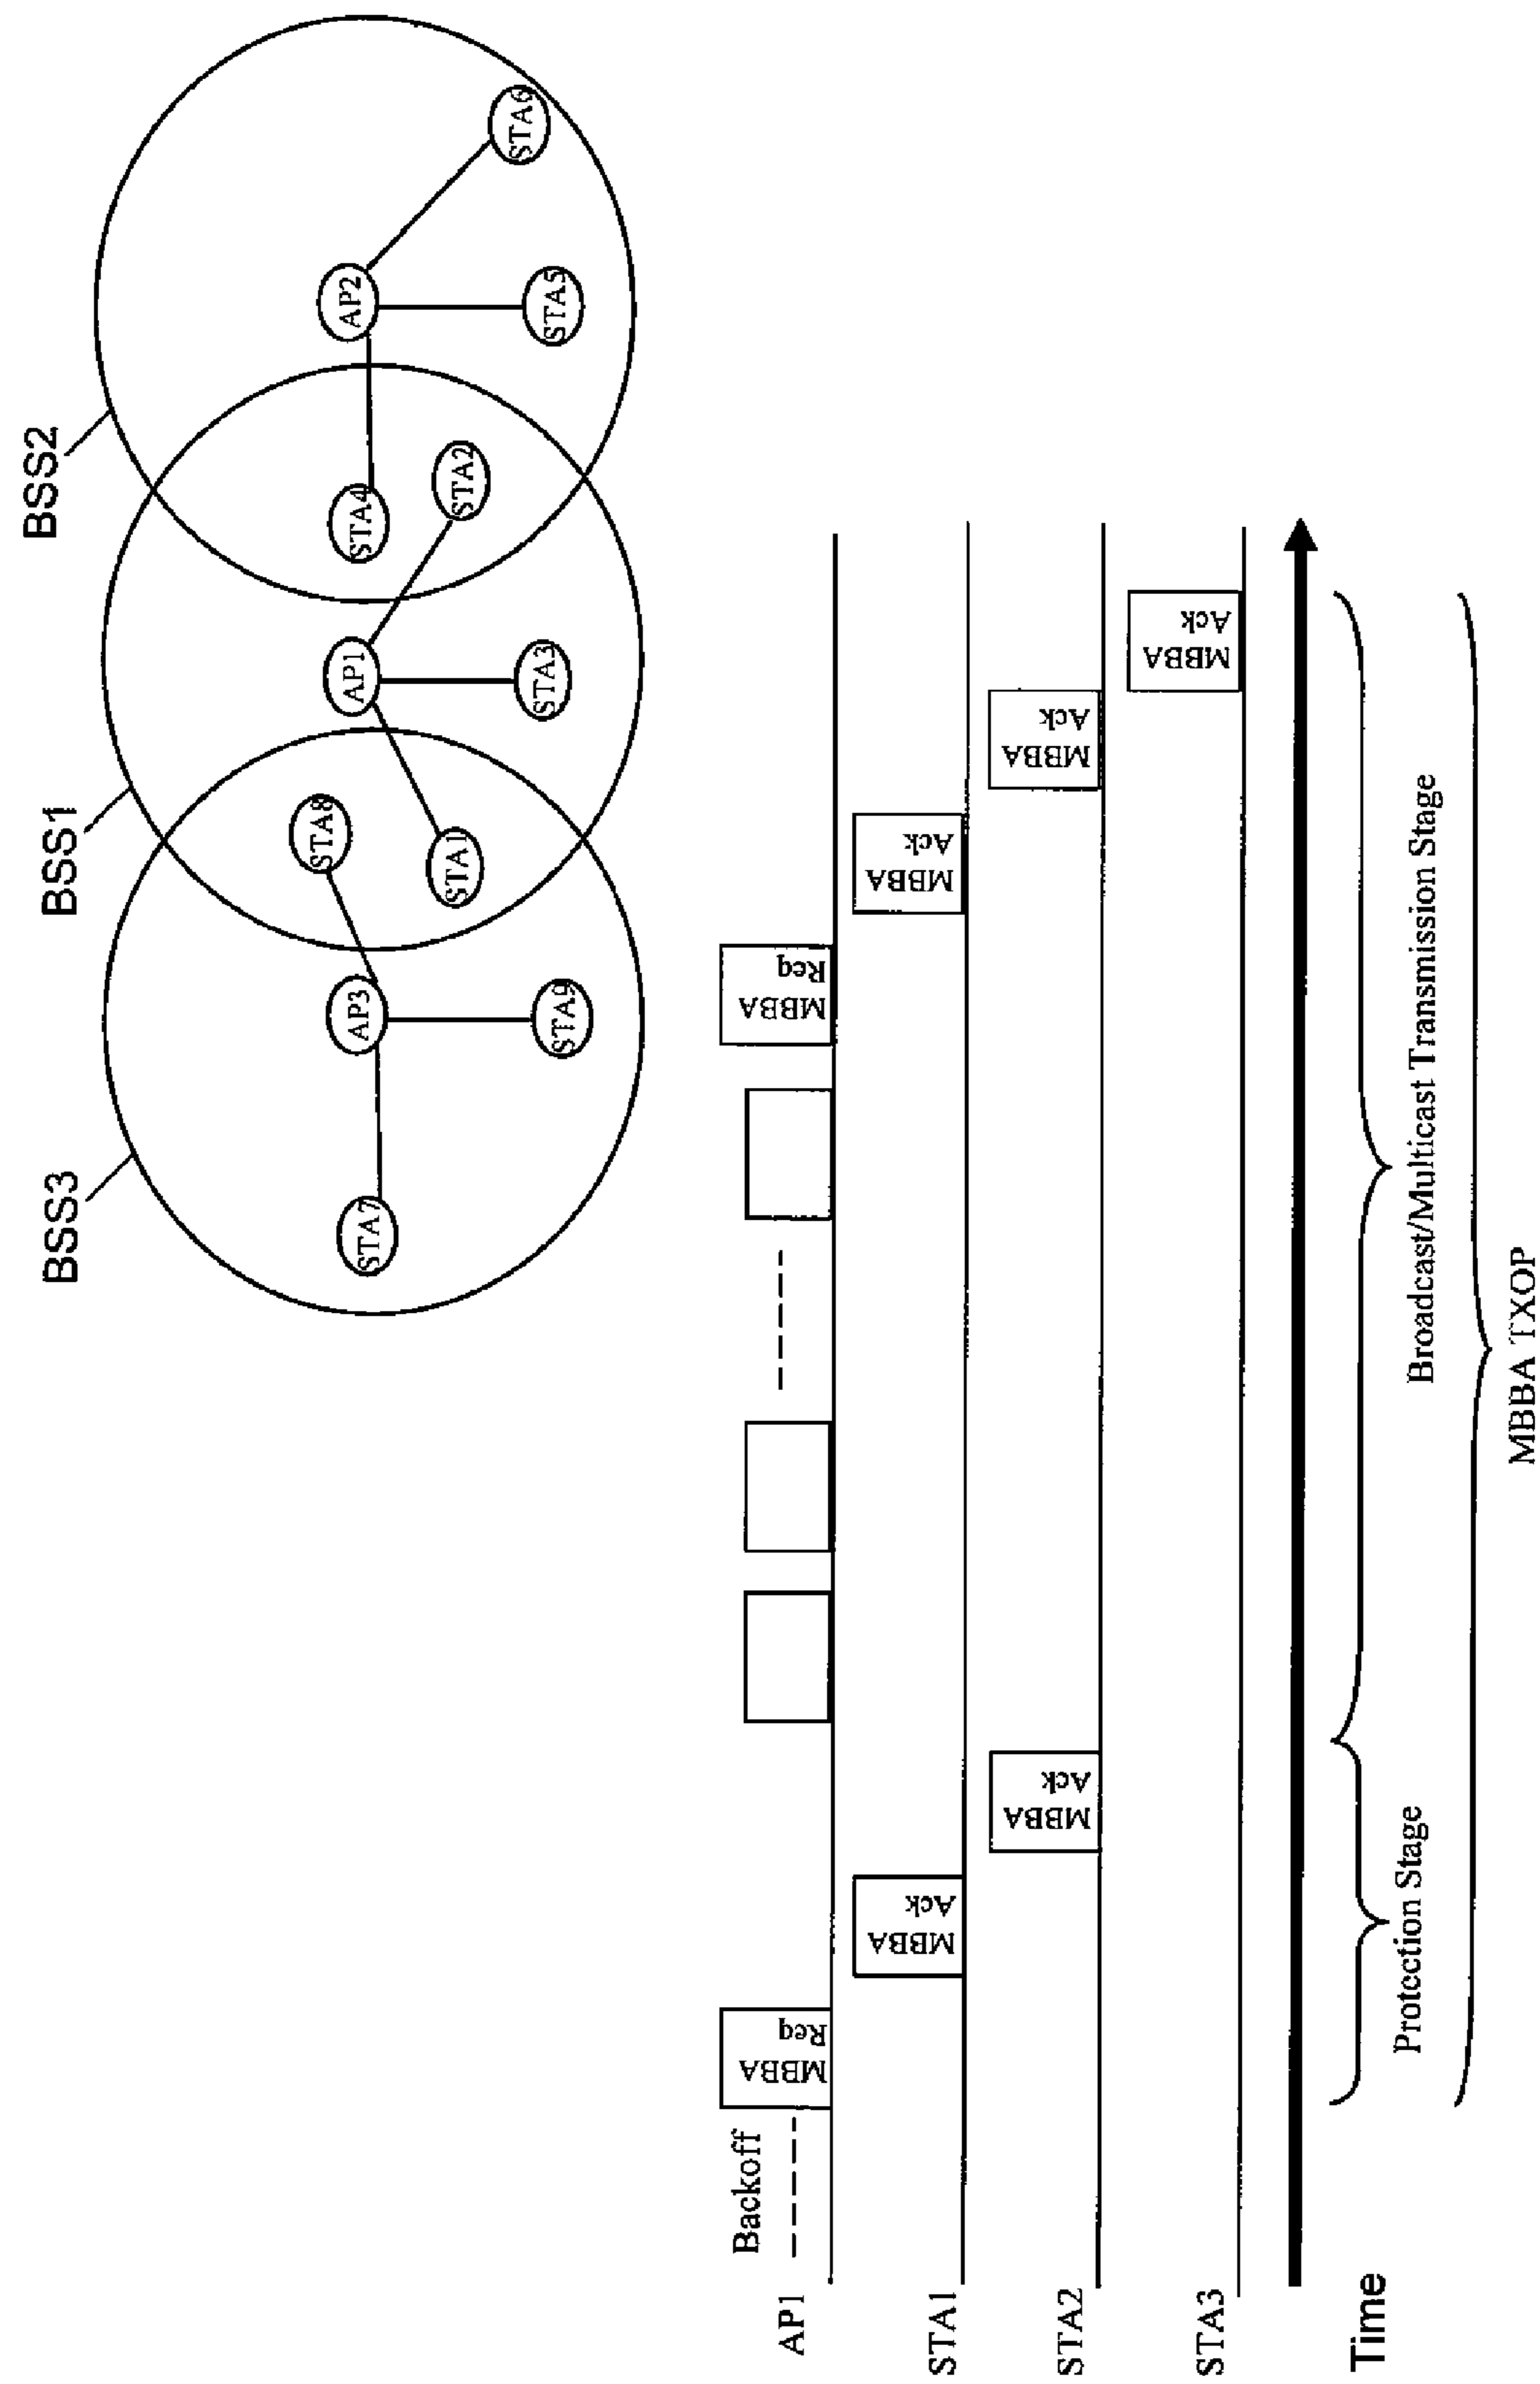 BSS3
BSS1
BSS2
STA7
AP3
STA9
STA8
STA1
AP1
STA3
STA4
STA2
AP2
STA5
STA6
AP1
Backoff
MBBA
Req
MBBA
Req
STA1
MBBA
Ack
MBBA
Ack
STA2
MBBA
Ack
MBBA
Ack
STA3
MBBA
Ack
Time
Protection Stage
Broadcast/Multicast Transmission Stage
MBBA TXOP